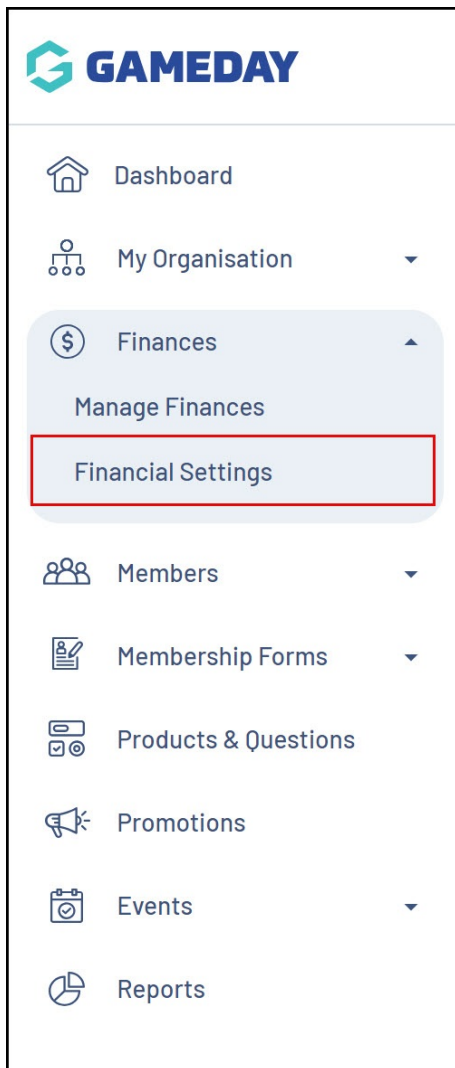 GAMEDAY
Dashboard
My Organisation
Finances
Manage Finances
Financial Settings
Members
Membership Forms
Products & Questions
Promotions
Events
Reports